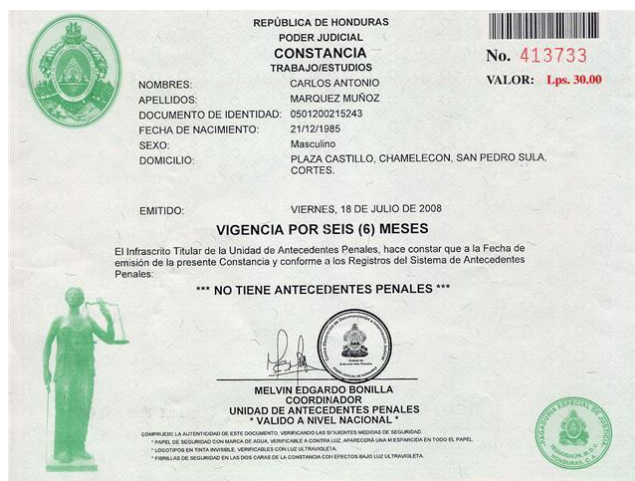 REPÚBLICA DE HONDURAS
PODER JUDICIAL
CONSTANCIA
TRABAJO/ESTUDIOS
No. 413733
VALOR: Lps. 30.00
NOMBRES: CARLOS ANTONIO
APELLIDOS: MARQUEZ MUÑOZ
DOCUMENTO DE IDENTIDAD: 0501200215243
FECHA DE NACIMIENTO: 21/12/1985
SEXO: Masculino
DOMICILIO: PLAZA CASTILLO, CHAMELECON, SAN PEDRO SULA,
CORTES.
EMITIDO: VIERNES, 18 DE JULIO DE 2008
VIGENCIA POR SEIS (6) MESES
El Infrascrito Titular de la Unidad de Antecedentes Penales, hace constar que a la Fecha de
emisión de la presente Constancia y conforme a los Registros del Sistema de Antecedentes
Penales:
*** NO TIENE ANTECEDENTES PENALES ***
MELVIN EDGARDO BONILLA
COORDINADOR
UNIDAD DE ANTECEDENTES PENALES
* VALIDO A NIVEL NACIONAL *
COMPRUEBE LA AUTENTICIDAD DE ESTE DOCUMENTO, VERIFICANDO LAS SIGUIENTES MEDIDAS DE SEGURIDAD.
* PAPEL DE SEGURIDAD CON MARCA DE AGUA, VERIFICABLE A CONTRA LUZ, APARECERÁ UNA M ESPARCIDA EN TODO EL PAPEL.
* LOGOTIPOS EN TINTA INVISIBLE, VERIFICABLES CON LUZ ULTRAVIOLETA.
* FIBRILLAS DE SEGURIDAD EN LAS DOS CARAS DE LA CONSTANCIA CON EFECTOS BAJO LUZ ULTRAVIOLETA.
PAGADURIA ESPECIAL DE JUSTICIA
TEGUCIGALPA, M.D.C.
HONDURAS, C.A.